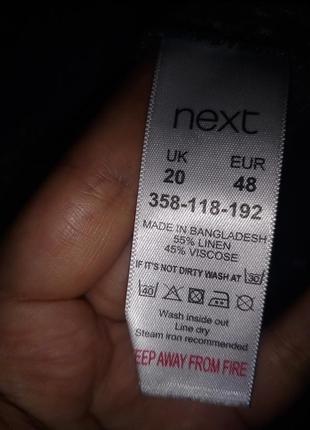 next
UK EUR
20 48
358-118-192
MADE IN BANGLADESH
55% LINEN
45% VISCOSE
IF IT'S NOT DIRTY WASH AT 30°
40
Wash inside out
Line dry
Steam iron recommended
EEP AWAY FROM FIRE